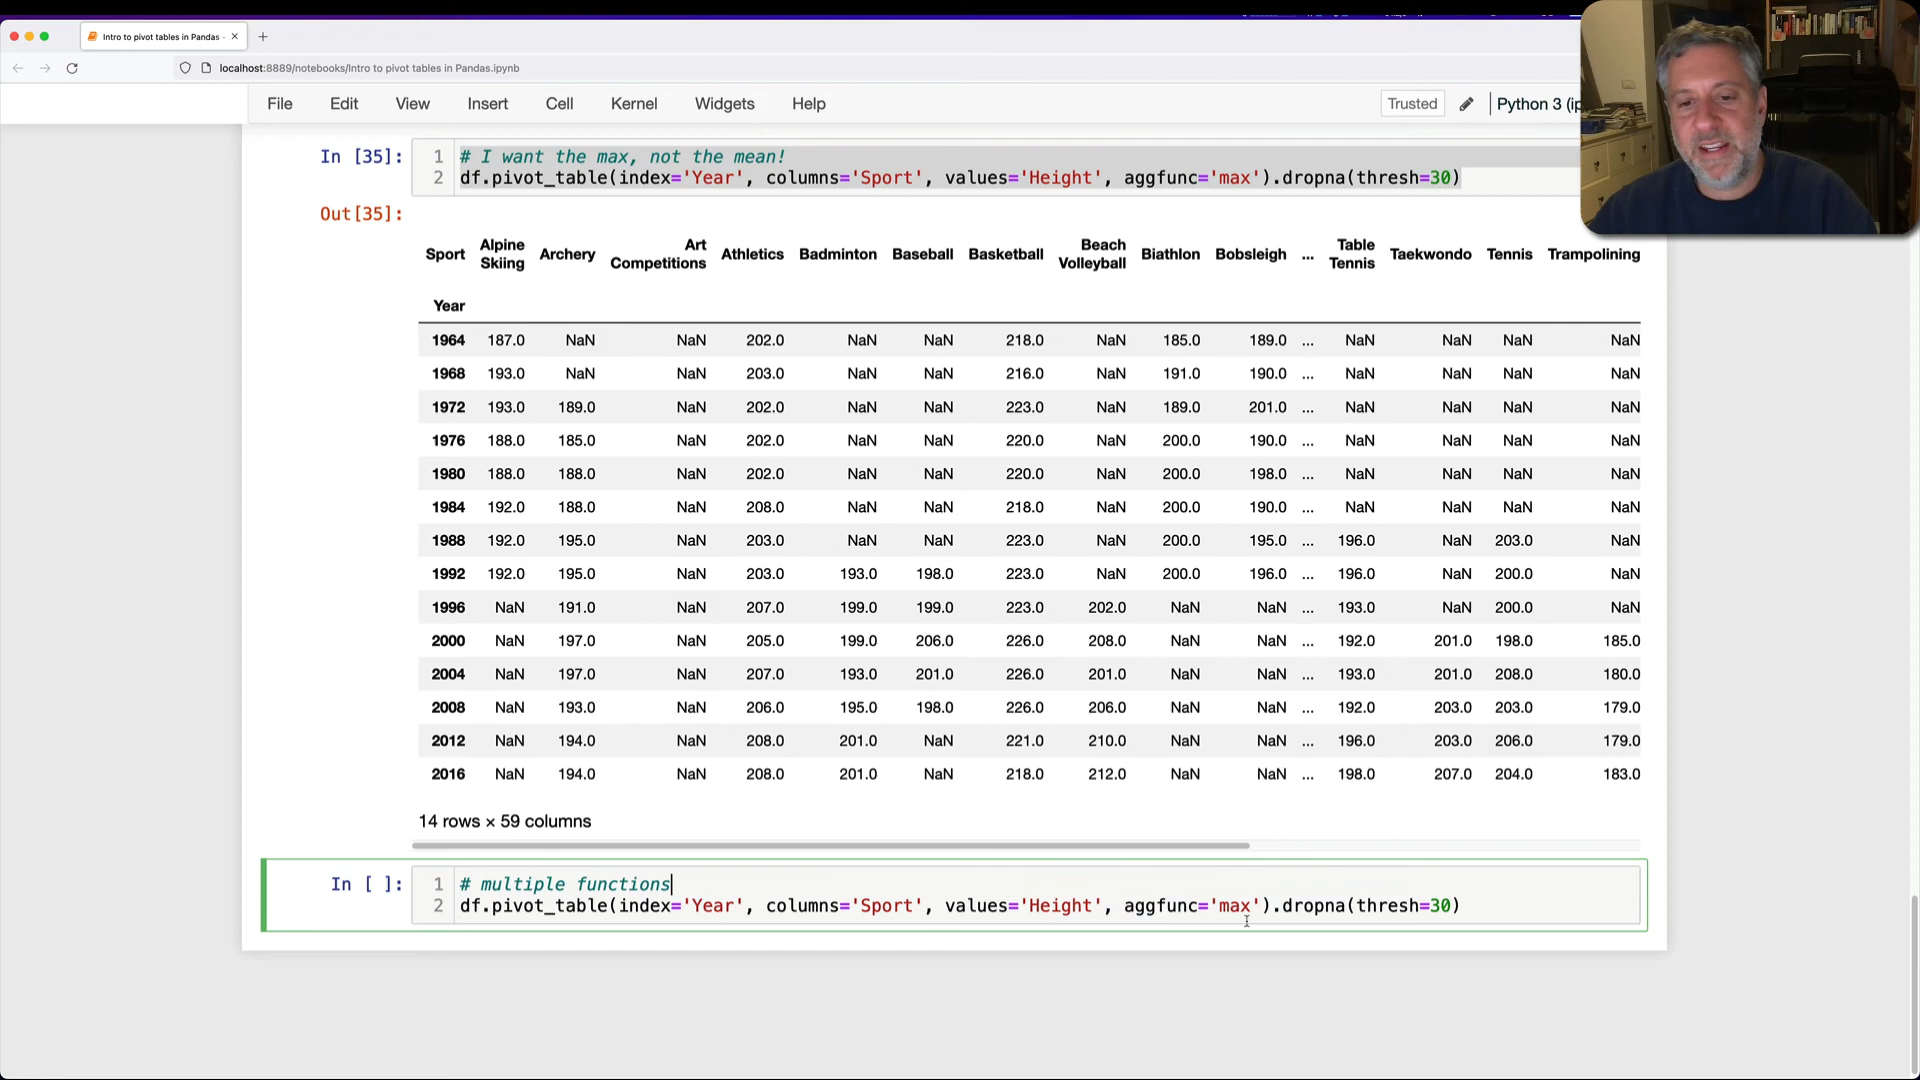 Intro to pivot tables in Pandas -
localhost:8889/notebooks/Intro to pivot tables in Pandas.ipynb
File Edit View Insert Cell Kernel Widgets Help
Trusted Python 3 (ip
In [35]: 1 # I want the max, not the mean!
2 df.pivot_table(index='Year', columns='Sport', values='Height', aggfunc='max').dropna(thresh=30)
Out[35]:
Sport Alpine Skiing Archery Art Competitions Athletics Badminton Baseball Basketball Beach Volleyball Biathlon Bobsleigh ... Table Tennis Taekwondo Tennis Trampolining
Year
1964 187.0 NaN NaN 202.0 NaN NaN 218.0 NaN 185.0 189.0 ... NaN NaN NaN NaN
1968 193.0 NaN NaN 203.0 NaN NaN 216.0 NaN 191.0 190.0 ... NaN NaN NaN NaN
1972 193.0 189.0 NaN 202.0 NaN NaN 223.0 NaN 189.0 201.0 ... NaN NaN NaN NaN
1976 188.0 185.0 NaN 202.0 NaN NaN 220.0 NaN 200.0 190.0 ... NaN NaN NaN NaN
1980 188.0 188.0 NaN 202.0 NaN NaN 220.0 NaN 200.0 198.0 ... NaN NaN NaN NaN
1984 192.0 188.0 NaN 208.0 NaN NaN 218.0 NaN 200.0 190.0 ... NaN NaN NaN NaN
1988 192.0 195.0 NaN 203.0 NaN NaN 223.0 NaN 200.0 195.0 ... 196.0 NaN 203.0 NaN
1992 192.0 195.0 NaN 203.0 193.0 198.0 223.0 NaN 200.0 196.0 ... 196.0 NaN 200.0 NaN
1996 NaN 191.0 NaN 207.0 199.0 199.0 223.0 202.0 NaN NaN ... 193.0 NaN 200.0 NaN
2000 NaN 197.0 NaN 205.0 199.0 206.0 226.0 208.0 NaN NaN ... 192.0 201.0 198.0 185.0
2004 NaN 197.0 NaN 207.0 193.0 201.0 226.0 201.0 NaN NaN ... 193.0 201.0 208.0 180.0
2008 NaN 193.0 NaN 206.0 195.0 198.0 226.0 206.0 NaN NaN ... 192.0 203.0 203.0 179.0
2012 NaN 194.0 NaN 208.0 201.0 NaN 221.0 210.0 NaN NaN ... 196.0 203.0 206.0 179.0
2016 NaN 194.0 NaN 208.0 201.0 NaN 218.0 212.0 NaN NaN ... 198.0 207.0 204.0 183.0
14 rows × 59 columns
In [ ]: 1 # multiple functions
2 df.pivot_table(index='Year', columns='Sport', values='Height', aggfunc='max').dropna(thresh=30)